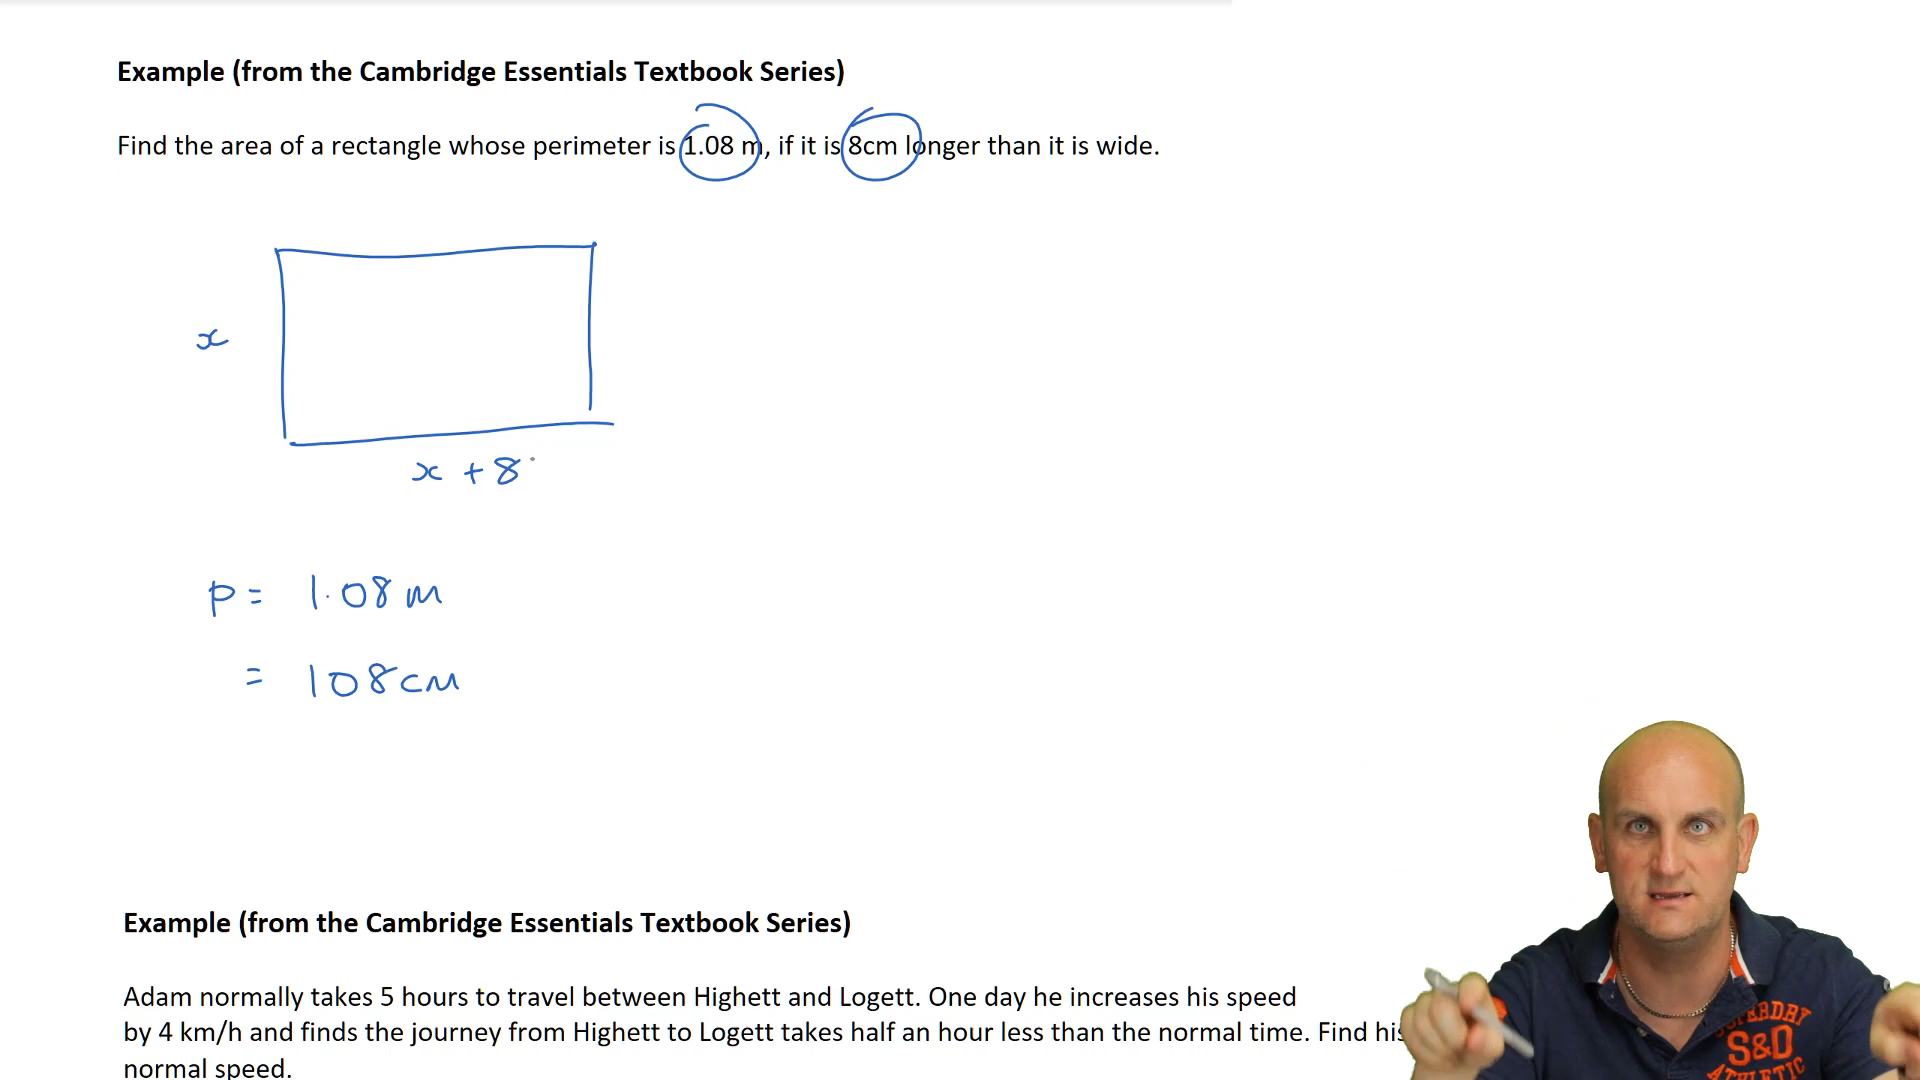 Example (from the Cambridge Essentials Textbook Series)
Find the area of a rectangle whose perimeter is 1.08 m, if it is 8cm longer than it is wide.
x
x + 8
P = 1.08 m
= 108 cm
Example (from the Cambridge Essentials Textbook Series)
Adam normally takes 5 hours to travel between Highett and Logett. One day he increases his speed
by 4 km/h and finds the journey from Highett to Logett takes half an hour less than the normal time. Find his
normal speed.
SUPERDRY
S&D
ATHLETIC